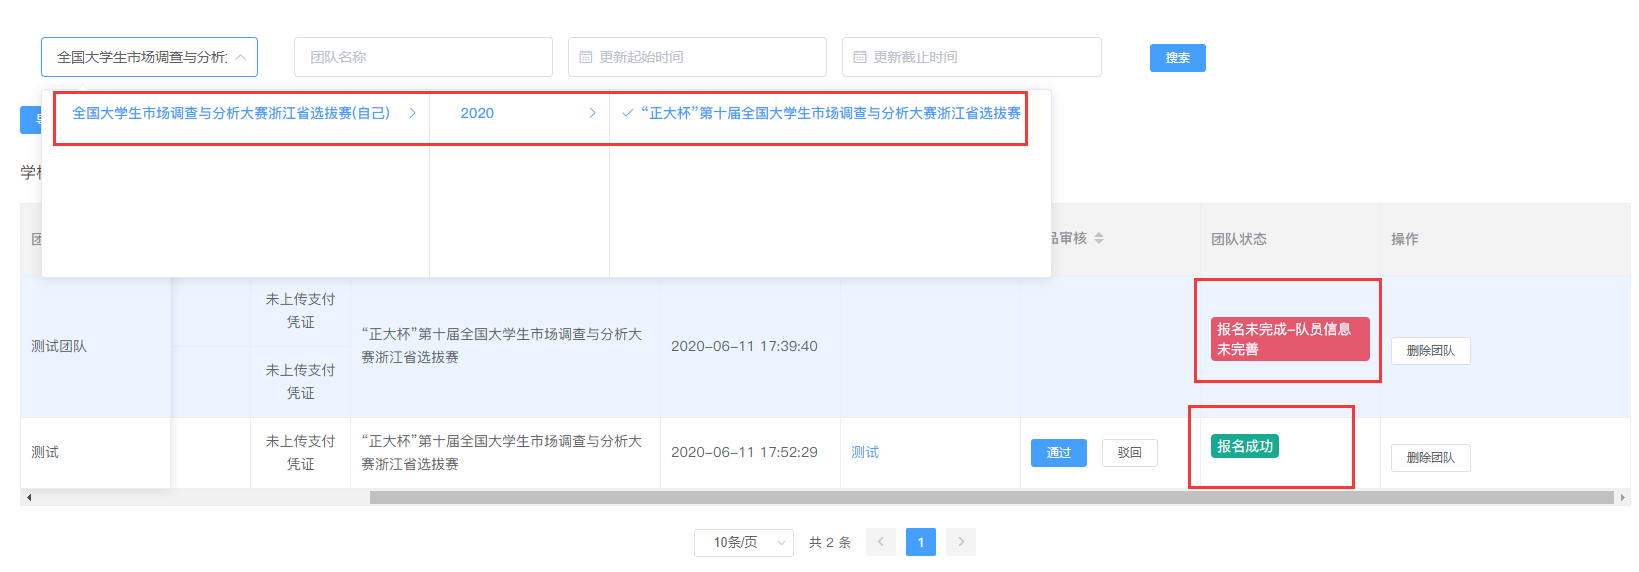 全国大学生市场调查与分析
团队名称
更新起始时间
更新截止时间
搜索
全国大学生市场调查与分析大赛浙江省选拔赛(自己)
2020
“正大杯”第十届全国大学生市场调查与分析大赛浙江省选拔赛
学
品审核
团队状态
操作
测试团队
未上传支付
凭证
未上传支付
凭证
“正大杯”第十届全国大学生市场调查与分析大
赛浙江省选拔赛
2020-06-11 17:39:40
报名未完成-队员信息
未完善
删除团队
测试
未上传支付
凭证
“正大杯”第十届全国大学生市场调查与分析大
赛浙江省选拔赛
2020-06-11 17:52:29
测试
通过
驳回
报名成功
删除团队
10条/页
共 2 条
1